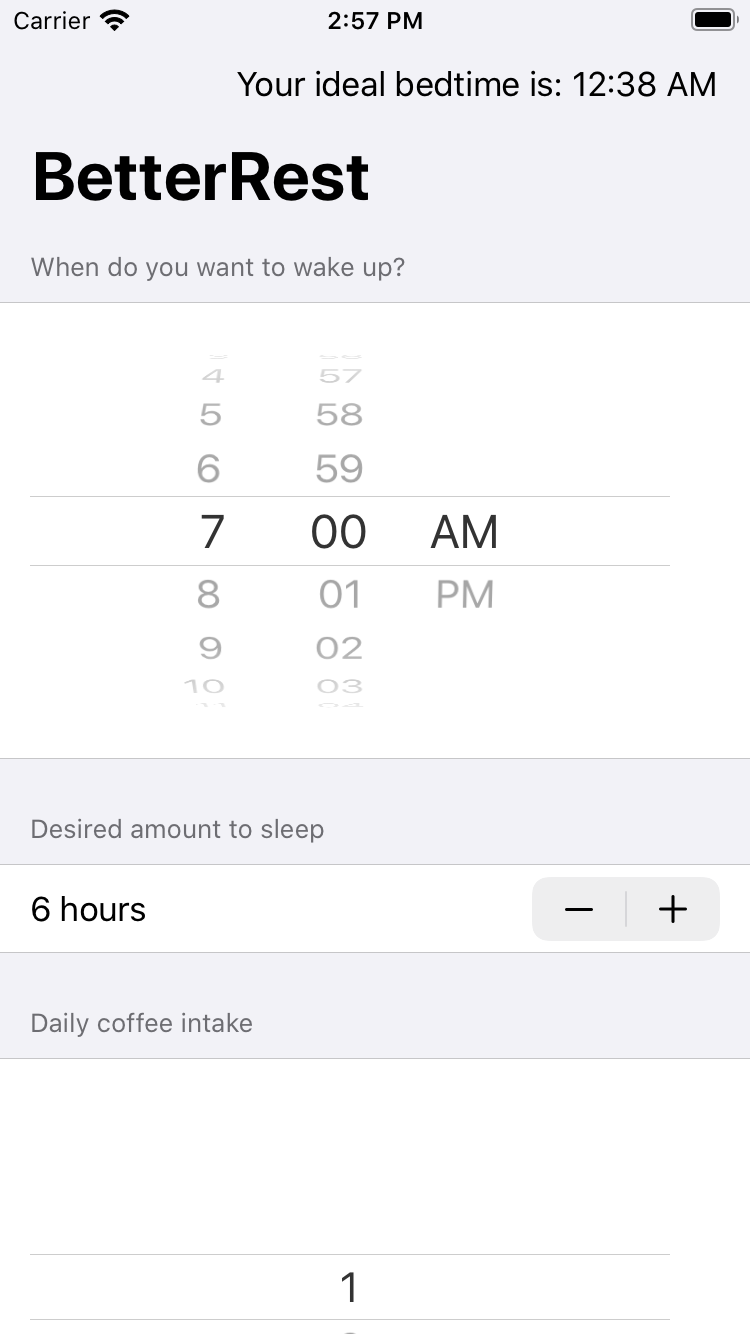 Carrier 2:57 PM
Your ideal bedtime is: 12:38 AM
BetterRest
When do you want to wake up?
4 57
5 58
6 59
7 00 AM
8 01 PM
9 02
10 03
11 04
Desired amount to sleep
6 hours − +
Daily coffee intake
1